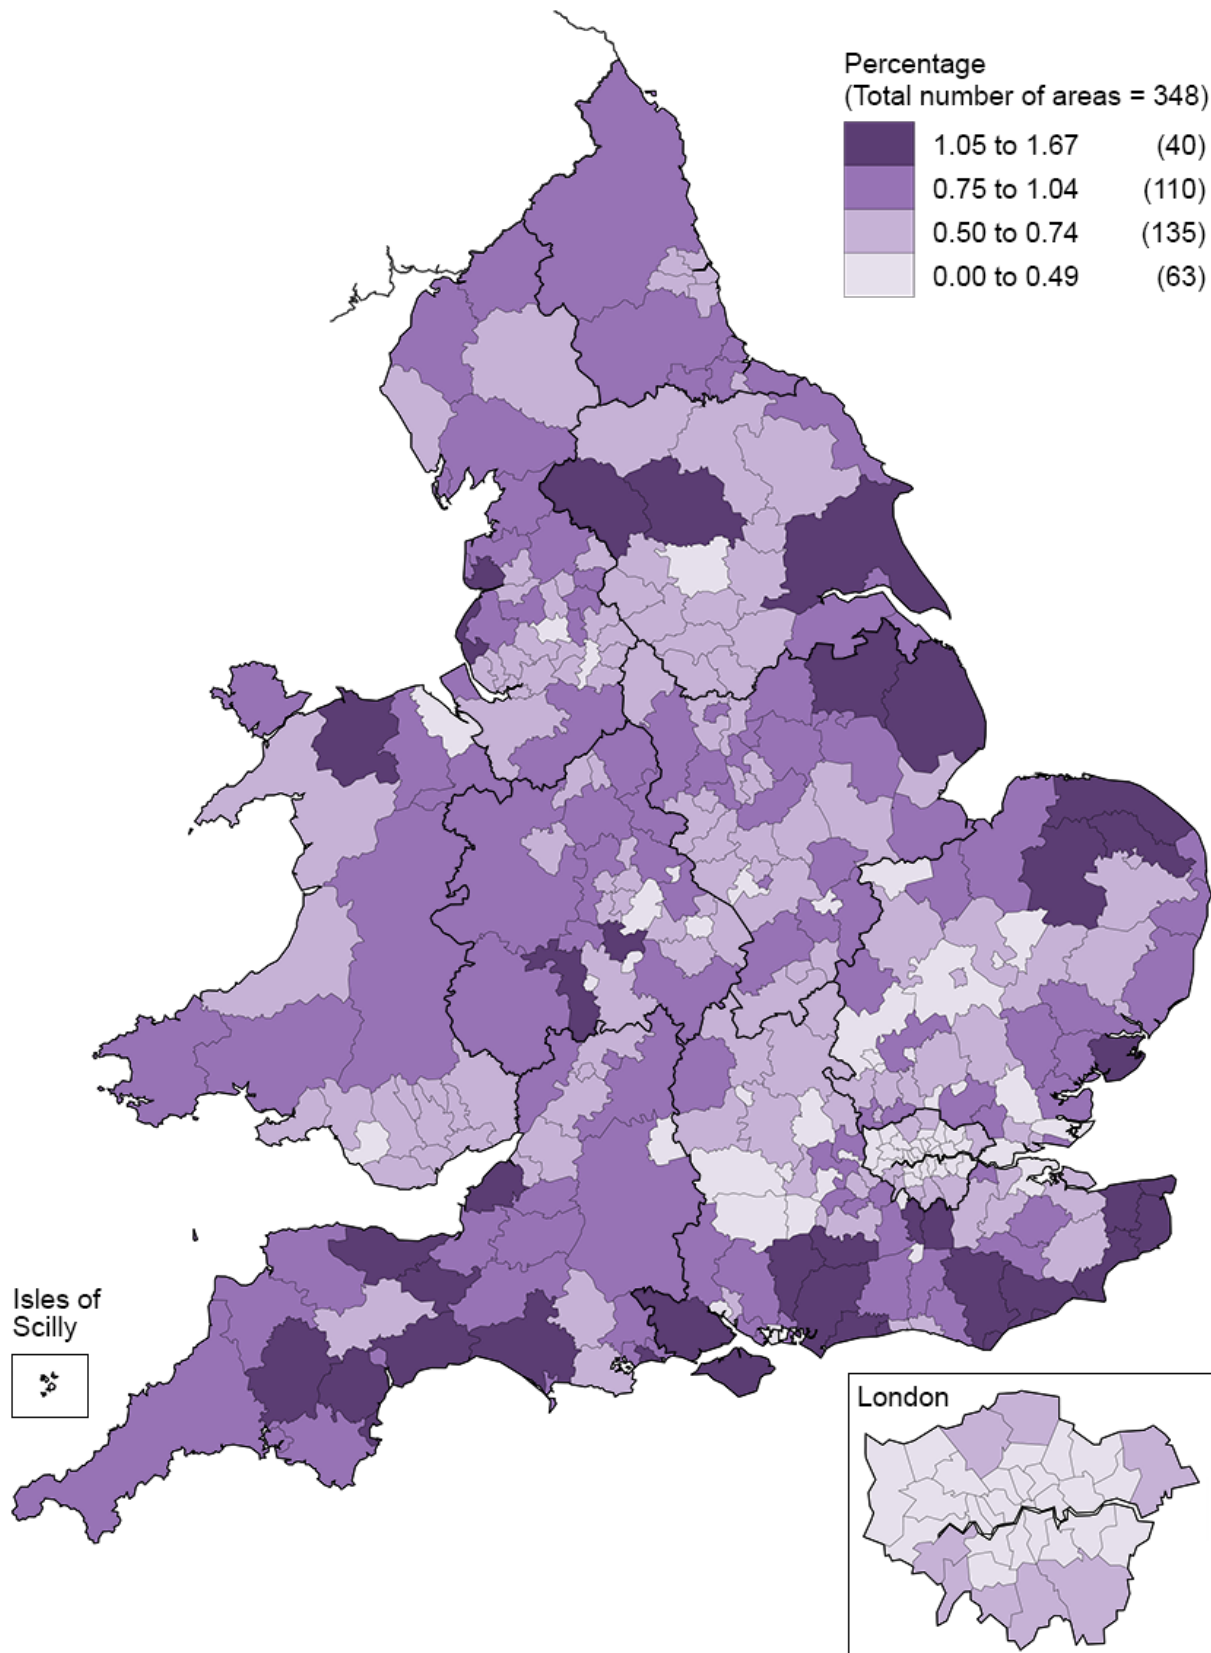 Percentage
(Total number of areas = 348)
1.05 to 1.67 (40)
0.75 to 1.04 (110)
0.50 to 0.74 (135)
0.00 to 0.49 (63)
Isles of
Scilly
London